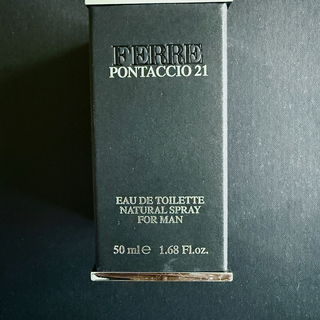 FERRE
PONTACCIO 21
EAU DE TOILETTE
NATURAL SPRAY
FOR MAN
50 ml ℮ 1.68 Fl.oz.